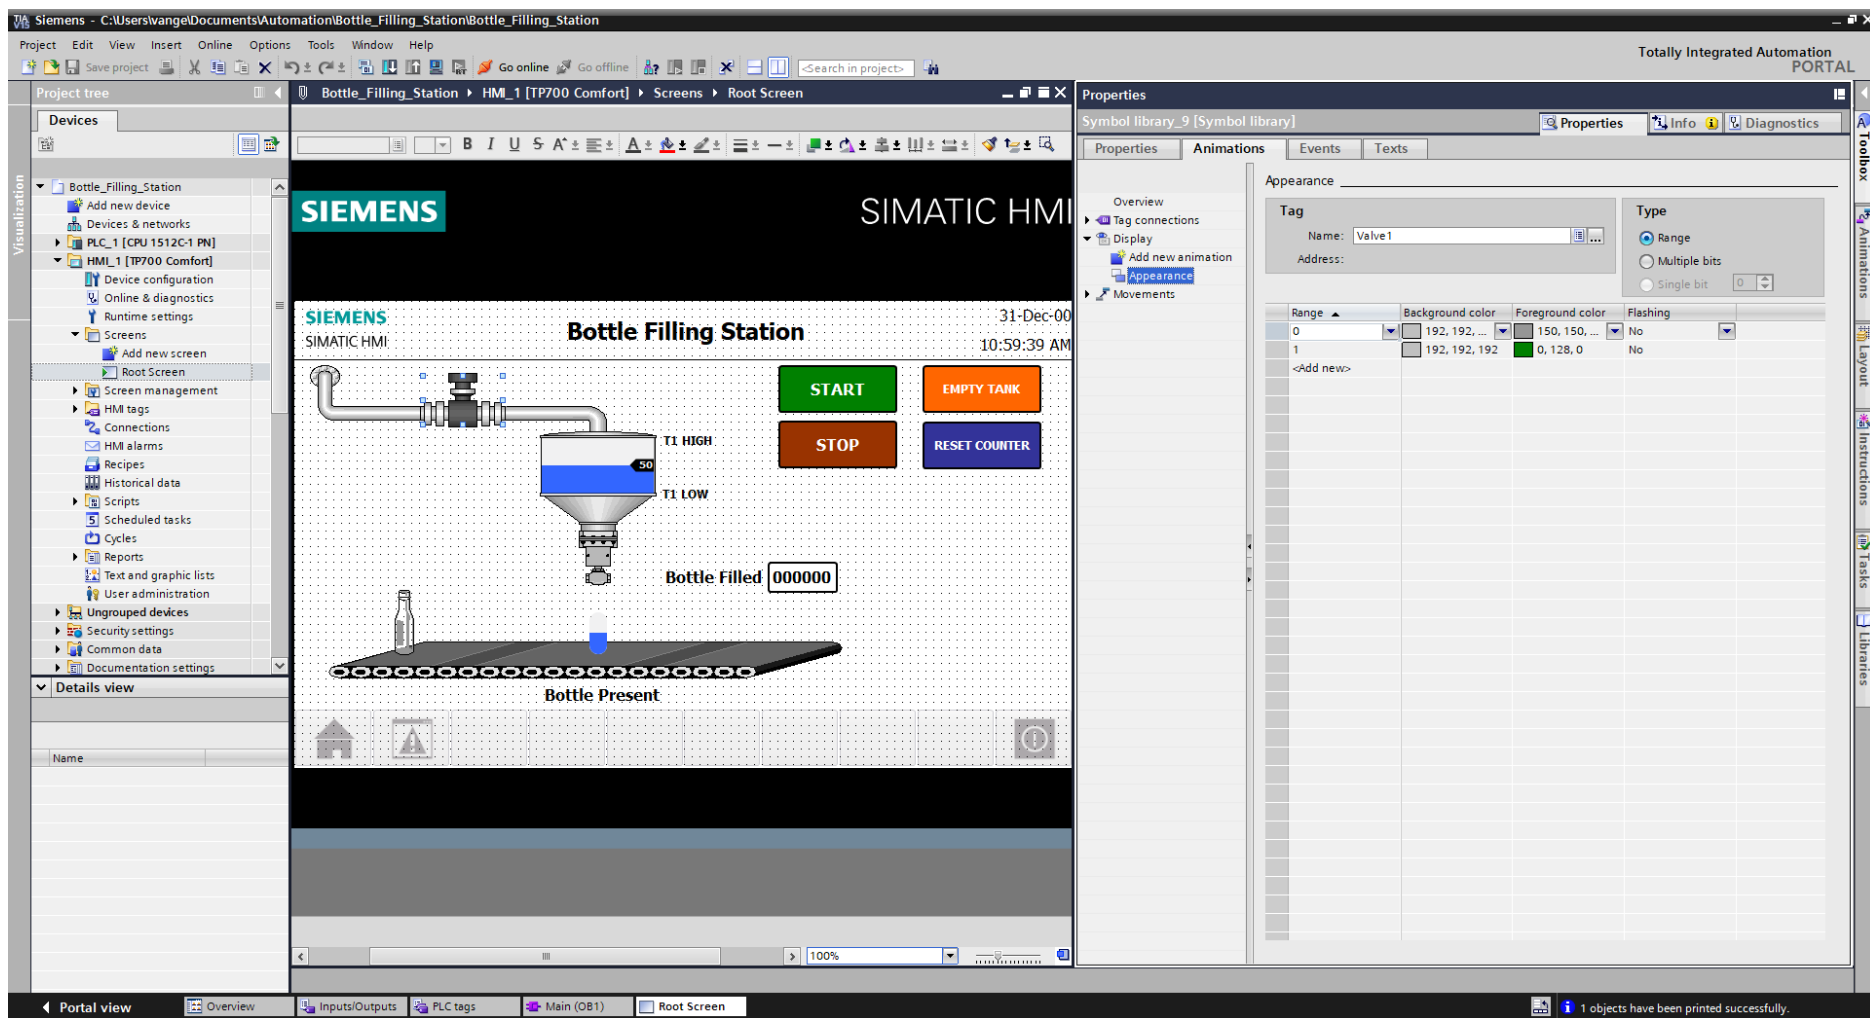 Siemens - C:\Users\vange\Documents\Automation\Bottle_Filling_Station\Bottle_Filling_Station
Project Edit View Insert Online Options Tools Window Help
Totally Integrated Automation
PORTAL
Save project Go online Go offline <Search in project>
Project tree
Devices
Visualization
Bottle_Filling_Station
Add new device
Devices & networks
PLC_1 [CPU 1512C-1 PN]
HMI_1 [TP700 Comfort]
Device configuration
Online & diagnostics
Runtime settings
Screens
Add new screen
Root Screen
Screen management
HMI tags
Connections
HMI alarms
Recipes
Historical data
Scripts
Scheduled tasks
Cycles
Reports
Text and graphic lists
User administration
Ungrouped devices
Security settings
Common data
Documentation settings
Details view
Name
Bottle_Filling_Station HMI_1 [TP700 Comfort] Screens Root Screen
SIEMENS
SIMATIC HMI
SIEMENS
SIMATIC HMI
Bottle Filling Station
31-Dec-00
10:59:39 AM
START
EMPTY TANK
STOP
RESET COUNTER
T1 HIGH
50
T1 LOW
Bottle Filled 000000
Bottle Present
100%
Properties
Symbol library_9 [Symbol library]
Properties Info Diagnostics
Properties Animations Events Texts
Overview
Tag connections
Display
Add new animation
Appearance
Movements
Appearance
Tag
Name: Valve1
Address:
Type
Range
Multiple bits
Single bit 0
Range Background color Foreground color Flashing
0 192, 192, ... 150, 150, ... No
1 192, 192, 192 0, 128, 0 No
<Add new>
Toolbox
Animations
Layout
Instructions
Tasks
Libraries
Portal view Overview Inputs/Outputs PLC tags Main (OB1) Root Screen
1 objects have been printed successfully.